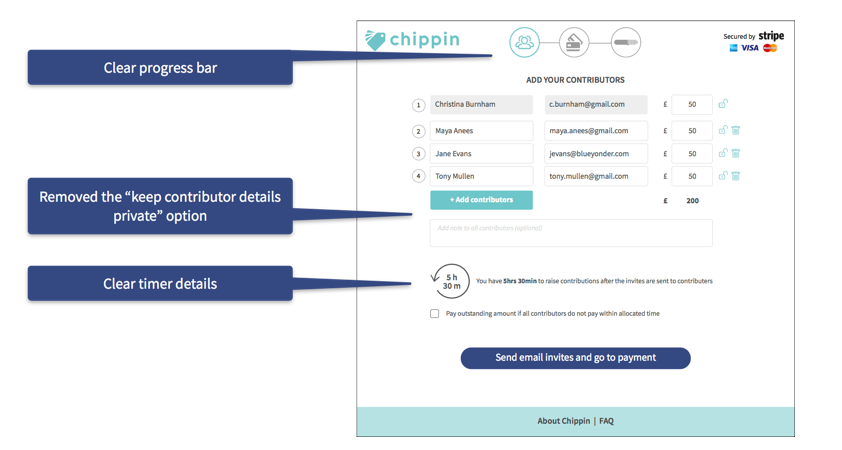 chippin
Secured by stripe
VISA
Clear progress bar
ADD YOUR CONTRIBUTORS
1 Christina Burnham c.burnham@gmail.com £ 50
2 Maya Anees maya.anees@gmail.com £ 50
3 Jane Evans jevans@blueyonder.com £ 50
4 Tony Mullen tony.mullen@gmail.com £ 50
+ Add contributors £ 200
Removed the “keep contributor details
private” option
Add note to all contributors (optional)
Clear timer details
5 h
30 m
You have 5hrs 30min to raise contributions after the invites are sent to contributers
Pay outstanding amount if all contributors do not pay within allocated time
Send email invites and go to payment
About Chippin | FAQ